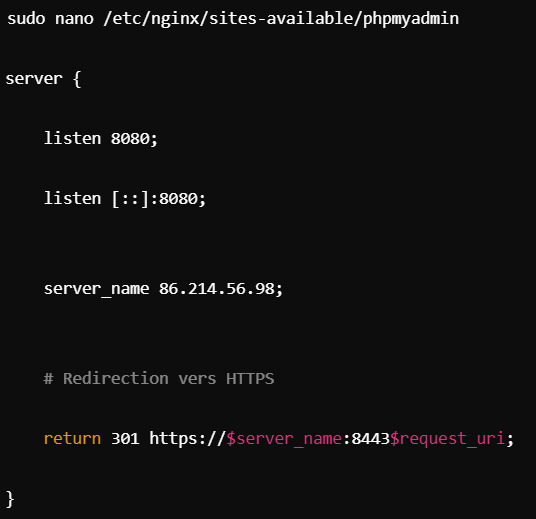 sudo nano /etc/nginx/sites-available/phpmyadmin
server {
listen 8080;
listen [::]:8080;
server_name 86.214.56.98;
# Redirection vers HTTPS
return 301 https://$server_name:8443$request_uri;
}